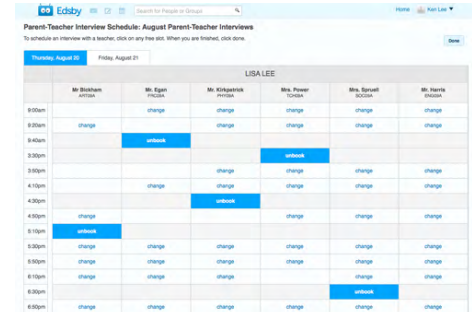 Edsby Search for People or Groups Home Ken Lee
Parent-Teacher Interview Schedule: August Parent-Teacher Interviews
To schedule an interview with a teacher, click on any free slot. When you are finished, click done.
Done
Thursday, August 20 Friday, August 21
LISA LEE
Mr Bickham Mr. Egan Mr. Kirkpatrick Mrs. Power Mrs. Spruell Mr. Harris
8:00am change change change change change
8:20am change change change change change
8:40am unbook
3:30pm unbook
3:50pm change change change change
4:10pm change change change change change
4:30pm unbook
4:50pm change change change change
5:10pm unbook
5:30pm change change change change change change
5:50pm change change change change change change
6:10pm change change change change change change
6:30pm unbook
6:50pm change change change change change change